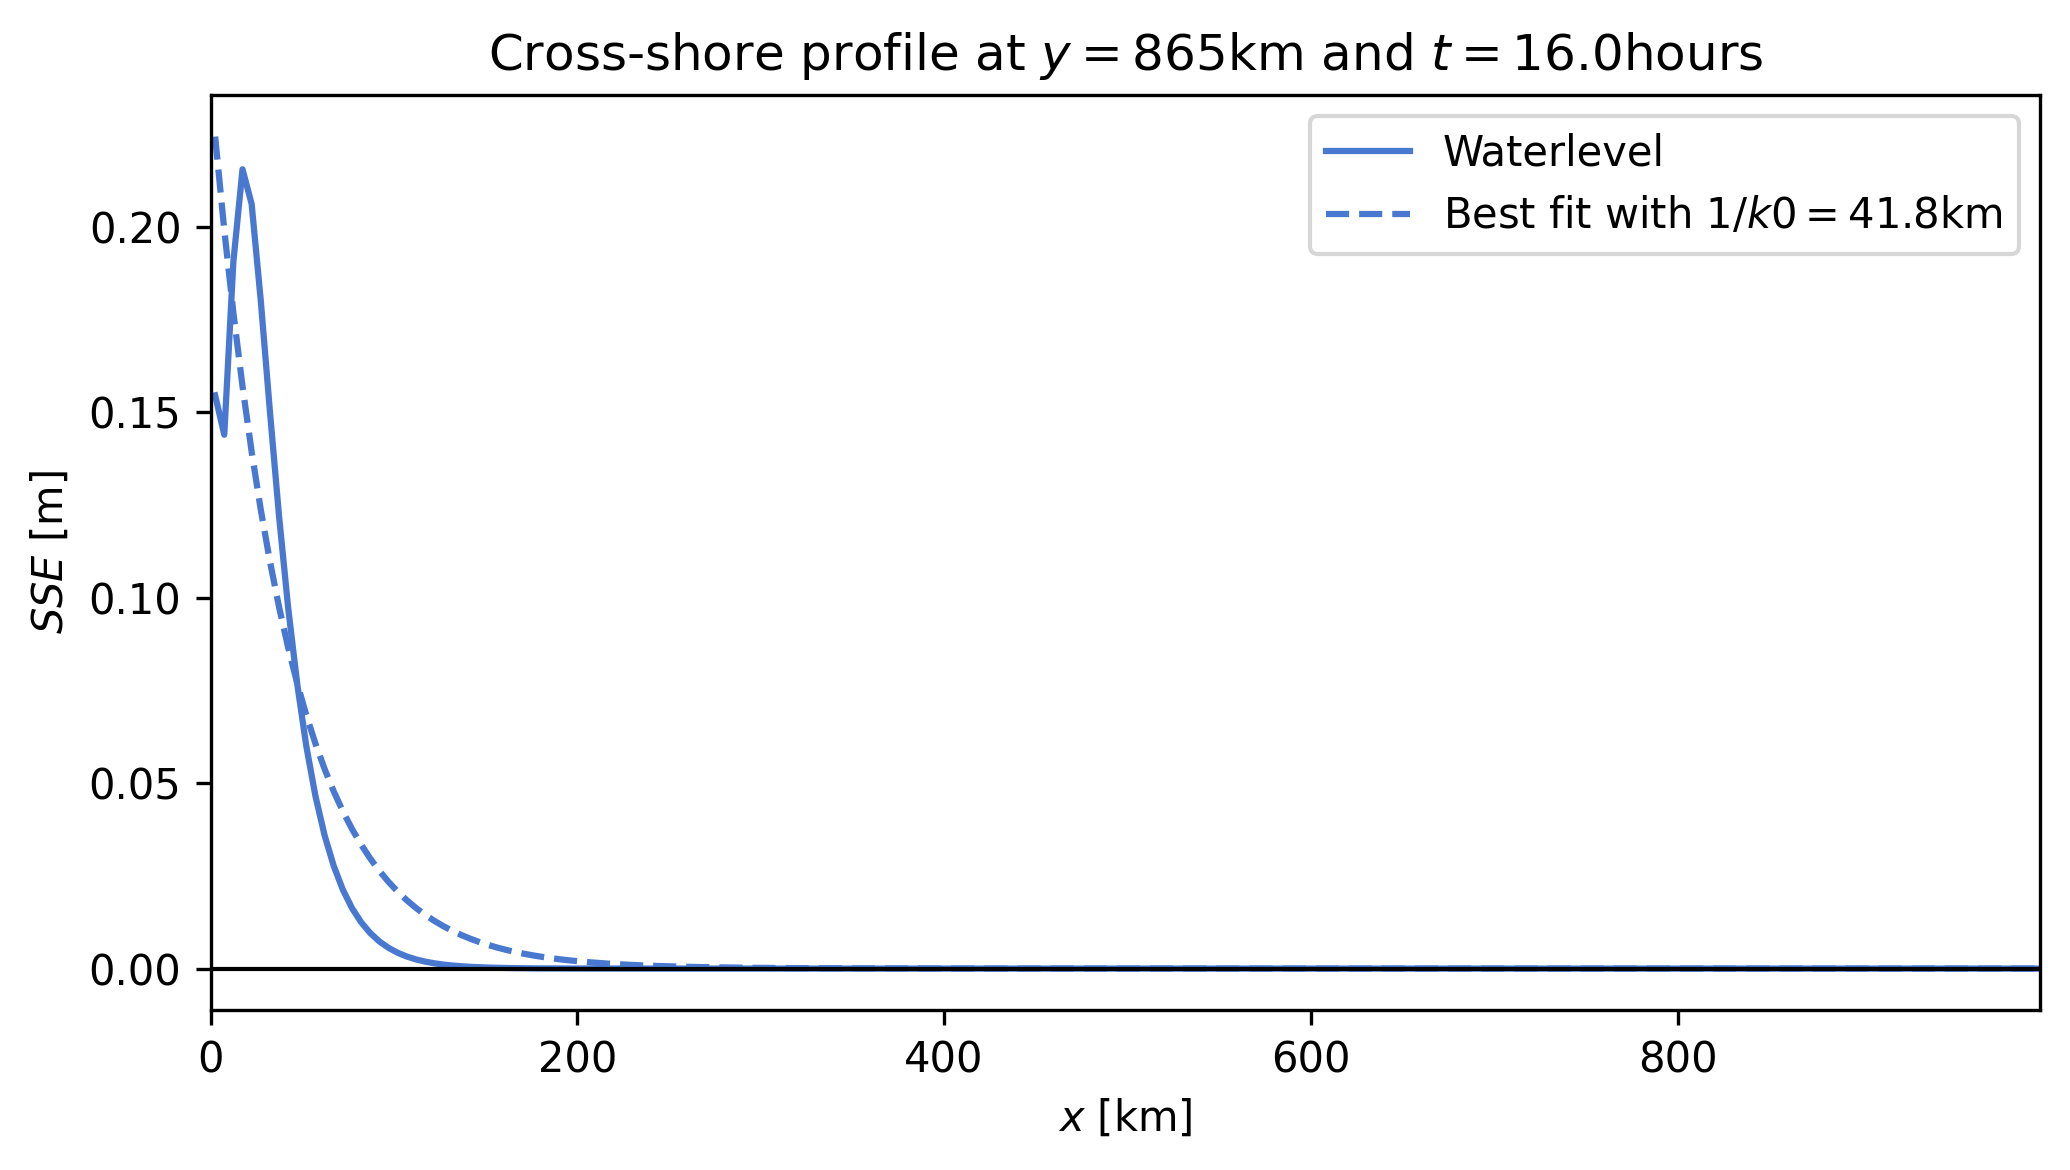 Cross-shore profile at y = 865km and t = 16.0hours
Waterlevel
Best fit with 1/k0 = 41.8km
SSE [m]
0.20
0.15
0.10
0.05
0.00
0 200 400 600 800
x [km]